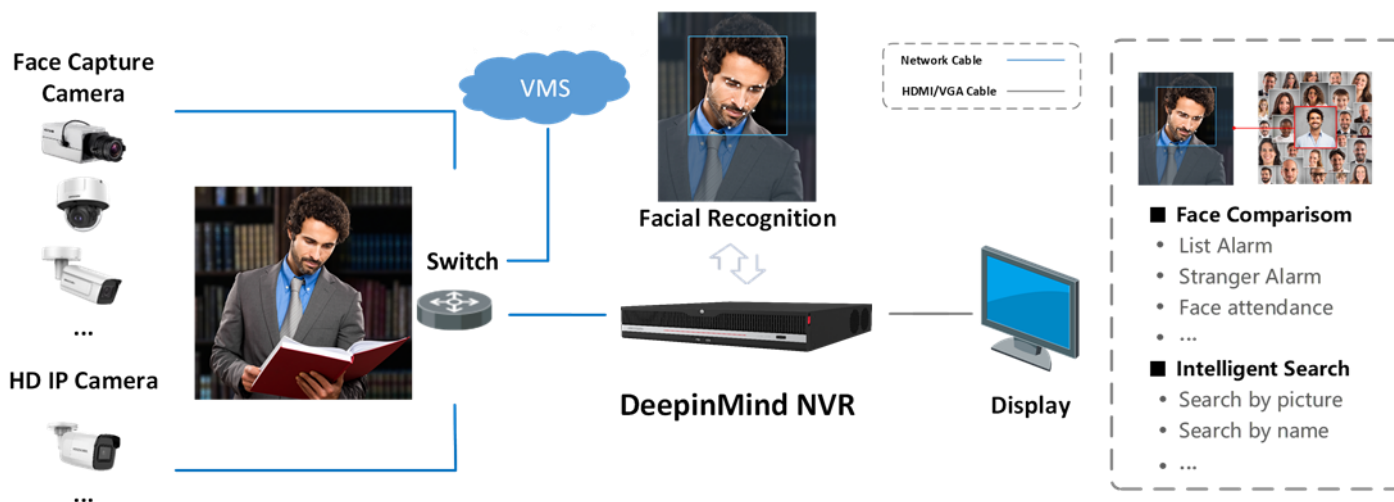 Face Capture
Camera
...
HD IP Camera
...
VMS
Switch
Facial Recognition
DeepinMind NVR
Display
Network Cable
HDMI/VGA Cable
■ Face Comparisom
• List Alarm
• Stranger Alarm
• Face attendance
• ...
■ Intelligent Search
• Search by picture
• Search by name
• ...